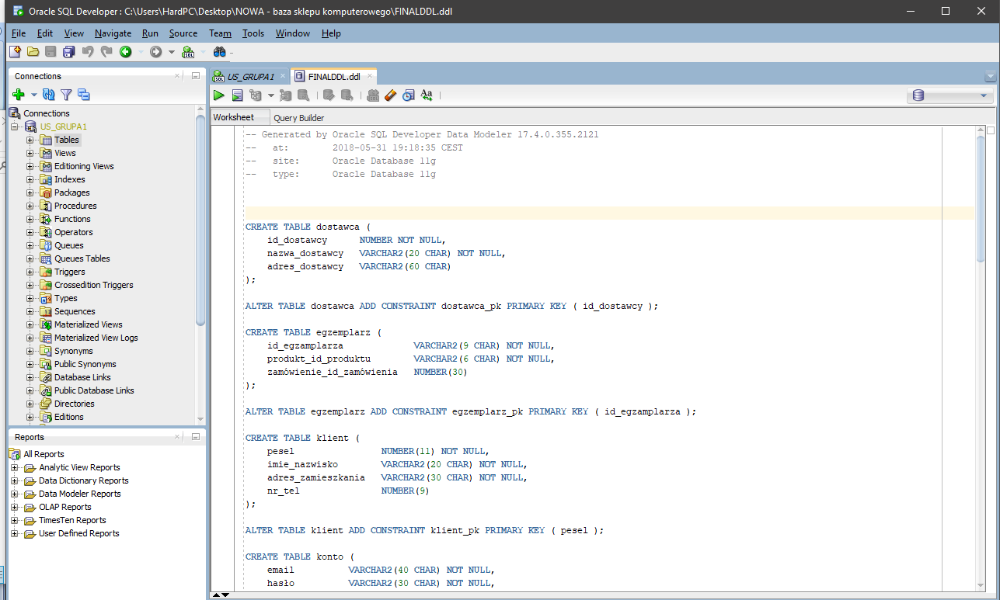 Oracle SQL Developer : C:\Users\HardPC\Desktop\NOWA - baza sklepu komputerowego\FINALDDL.ddl
File Edit View Navigate Run Source Team Tools Window Help
Connections
Connections
US_GRUPA1
Tables
Views
Editioning Views
Indexes
Packages
Procedures
Functions
Operators
Queues
Queues Tables
Triggers
Crossedition Triggers
Types
Sequences
Materialized Views
Materialized View Logs
Synonyms
Public Synonyms
Database Links
Public Database Links
Directories
Editions
Reports
All Reports
Analytic View Reports
Data Dictionary Reports
Data Modeler Reports
OLAP Reports
TimesTen Reports
User Defined Reports
US_GRUPA1 FINALDDL.ddl
Worksheet Query Builder
-- Generated by Oracle SQL Developer Data Modeler 17.4.0.355.2121
--   at:        2018-05-31 19:18:35 CEST
--   site:      Oracle Database 11g
--   type:      Oracle Database 11g
CREATE TABLE dostawca (
    id_dostawcy      NUMBER NOT NULL,
    nazwa_dostawcy   VARCHAR2(20 CHAR) NOT NULL,
    adres_dostawcy   VARCHAR2(60 CHAR)
);
ALTER TABLE dostawca ADD CONSTRAINT dostawca_pk PRIMARY KEY ( id_dostawcy );
CREATE TABLE egzemplarz (
    id_egzamplarza             VARCHAR2(9 CHAR) NOT NULL,
    produkt_id_produktu        VARCHAR2(6 CHAR) NOT NULL,
    zamówienie_id_zamówienia   NUMBER(30)
);
ALTER TABLE egzemplarz ADD CONSTRAINT egzemplarz_pk PRIMARY KEY ( id_egzamplarza );
CREATE TABLE klient (
    pesel                NUMBER(11) NOT NULL,
    imie_nazwisko        VARCHAR2(20 CHAR) NOT NULL,
    adres_zamieszkania   VARCHAR2(30 CHAR) NOT NULL,
    nr_tel               NUMBER(9)
);
ALTER TABLE klient ADD CONSTRAINT klient_pk PRIMARY KEY ( pesel );
CREATE TABLE konto (
    email          VARCHAR2(40 CHAR) NOT NULL,
    hasło          VARCHAR2(30 CHAR) NOT NULL,